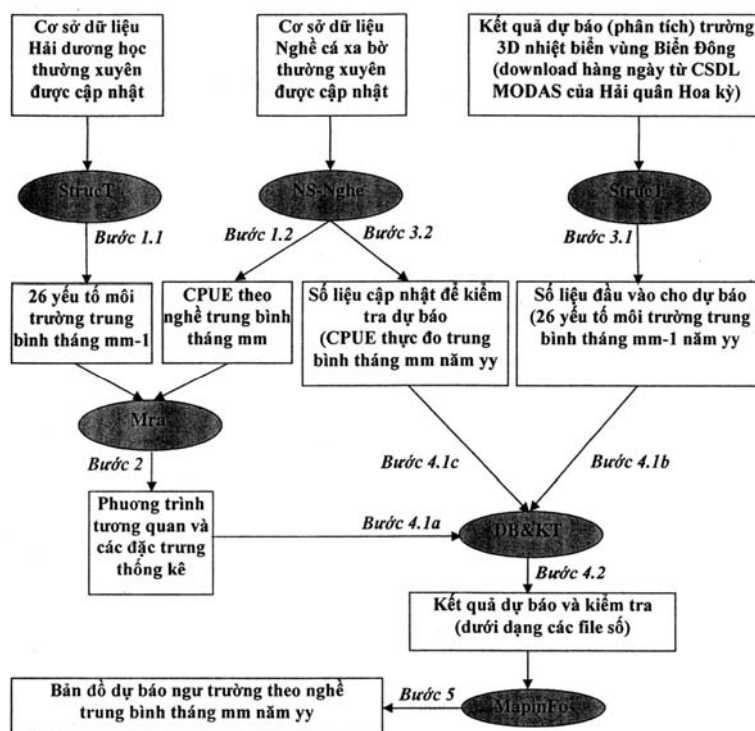 Cơ sở dữ liệu
Hải dương học
thường xuyên
được cập nhật
Cơ sở dữ liệu
Nghề cá xa bờ
thường xuyên
được cập nhật
Kết quả dự báo (phân tích) trường
3D nhiệt biển vùng Biển Đông
(download hàng ngày từ CSDL
MODAS của Hải quân Hoa kỳ)
StrucT
NS-Nghe
StrucT
Bước 1.1
Bước 1.2
Bước 3.2
Bước 3.1
26 yếu tố môi
trường trung
bình tháng mm-1
CPUE theo
nghề trung bình
tháng mm
Số liệu cập nhật để kiểm
tra dự báo
(CPUE thực đo trung
bình tháng mm năm yy
Số liệu đầu vào cho dự báo
(26 yếu tố môi trường trung
bình tháng mm-1 năm yy
Mra
Bước 2
Bước 4.1c
Bước 4.1b
Phương trình
tương quan và
các đặc trưng
thống kê
Bước 4.1a
DB&KT
Bước 4.2
Kết quả dự báo và kiểm tra
(dưới dạng các file số)
Bản đồ dự báo ngư trường theo nghề
trung bình tháng mm năm yy
Bước 5
MapinFo